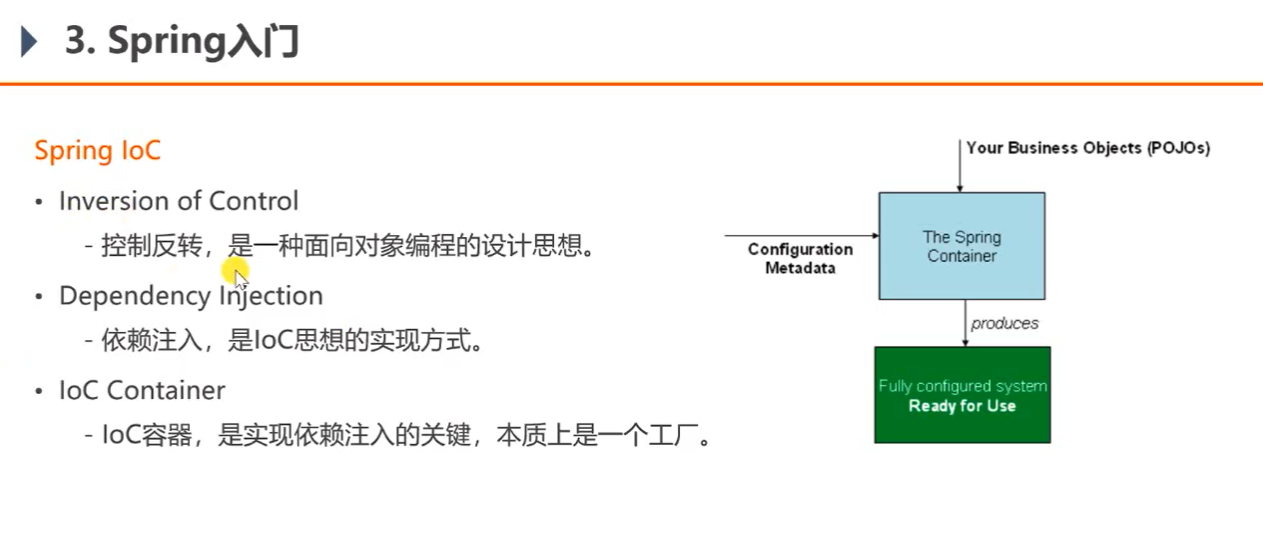 3. Spring入门
Spring IoC
• Inversion of Control
- 控制反转，是一种面向对象编程的设计思想。
• Dependency Injection
- 依赖注入，是IoC思想的实现方式。
• IoC Container
- IoC容器，是实现依赖注入的关键，本质上是一个工厂。
Your Business Objects (POJOs)
The Spring
Container
Configuration
Metadata
produces
Fully configured system
Ready for Use